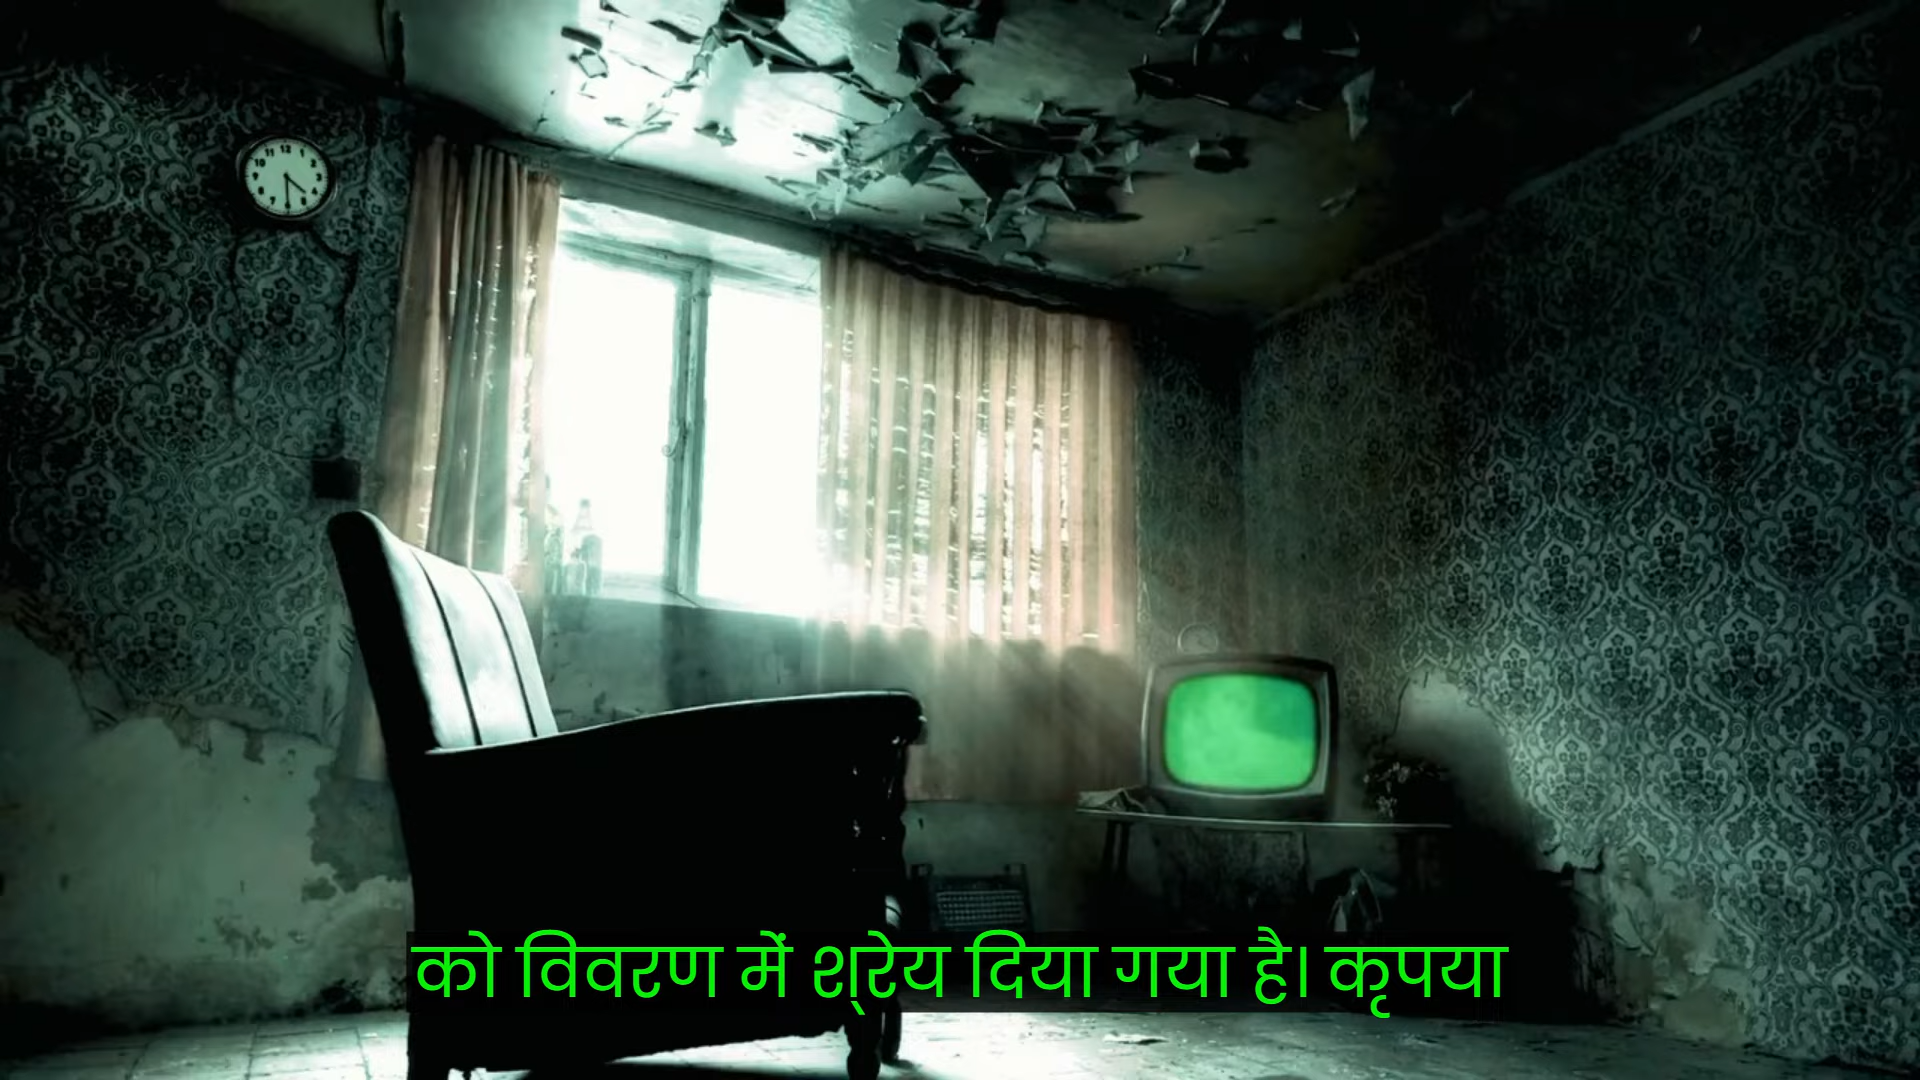 को विवरण में श्रेय दिया गया है। कृपया